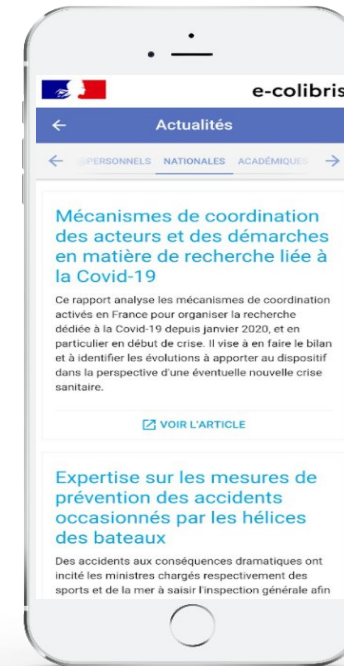 e-colibris
Actualités
PERSONNELS NATIONALES ACADÉMIQUES
Mécanismes de coordination
des acteurs et des démarches
en matière de recherche liée à
la Covid-19
Ce rapport analyse les mécanismes de coordination
activés en France pour organiser la recherche
dédiée à la Covid-19 depuis janvier 2020, et en
particulier en début de crise. Il vise à en faire le bilan
et à identifier les évolutions à apporter au dispositif
dans la perspective d'une éventuelle nouvelle crise
sanitaire.
VOIR L'ARTICLE
Expertise sur les mesures de
prévention des accidents
occasionnés par les hélices
des bateaux
Des accidents aux conséquences dramatiques ont
incité les ministres chargés respectivement des
sports et de la mer à saisir l'inspection générale afin